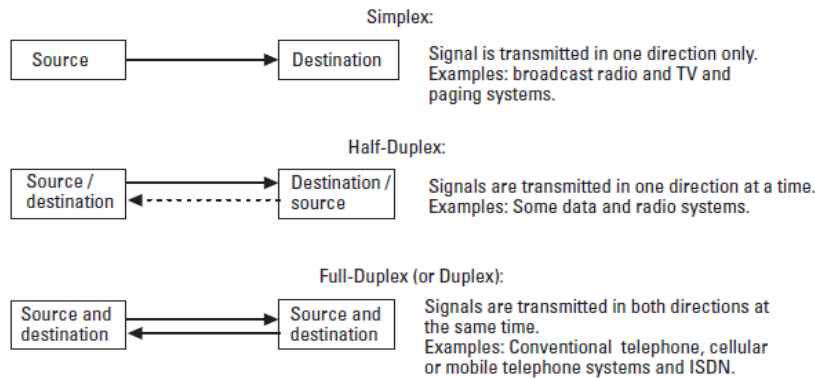 Simplex:
Source
Destination
Signal is transmitted in one direction only.
Examples: broadcast radio and TV and
paging systems.
Half-Duplex:
Source /
destination
Destination /
source
Signals are transmitted in one direction at a time.
Examples: Some data and radio systems.
Full-Duplex (or Duplex):
Source and
destination
Source and
destination
Signals are transmitted in both directions at
the same time.
Examples: Conventional telephone, cellular
or mobile telephone systems and ISDN.